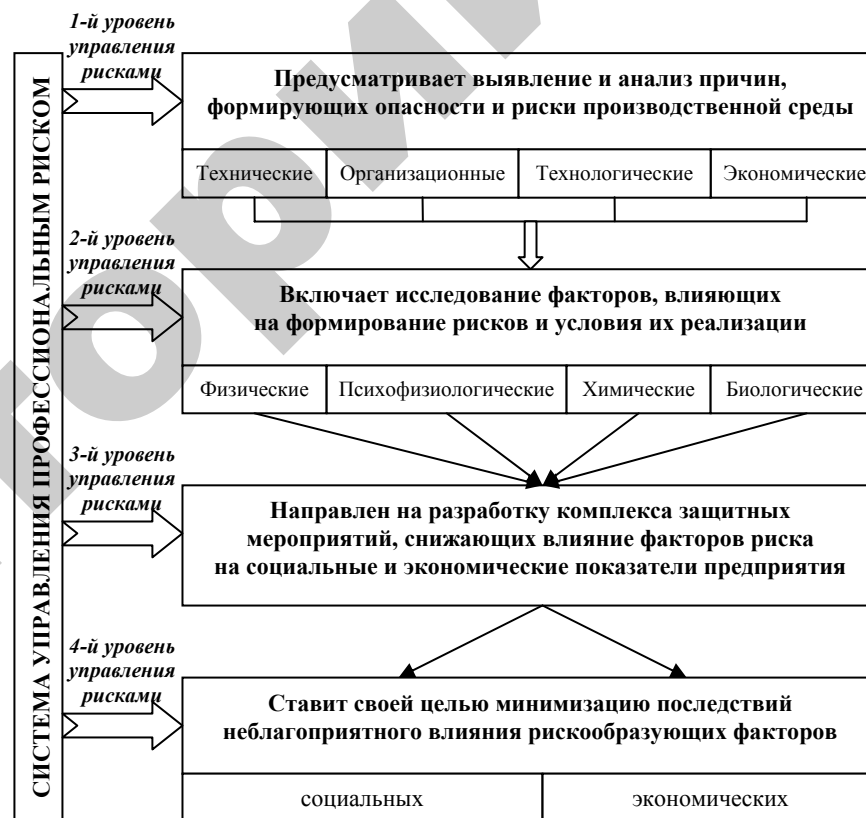 СИСТЕМА УПРАВЛЕНИЯ ПРОФЕССИОНАЛЬНЫМ РИСКОМ
1-й уровень
управления
рисками
Предусматривает выявление и анализ причин,
формирующих опасности и риски производственной среды
Технические
Организационные
Технологические
Экономические
2-й уровень
управления
рисками
Включает исследование факторов, влияющих
на формирование рисков и условия их реализации
Физические
Психофизиологические
Химические
Биологические
3-й уровень
управления
рисками
Направлен на разработку комплекса защитных
мероприятий, снижающих влияние факторов риска
на социальные и экономические показатели предприятия
4-й уровень
управления
рисками
Ставит своей целью минимизацию последствий
неблагоприятного влияния рискообразующих факторов
социальных
экономических